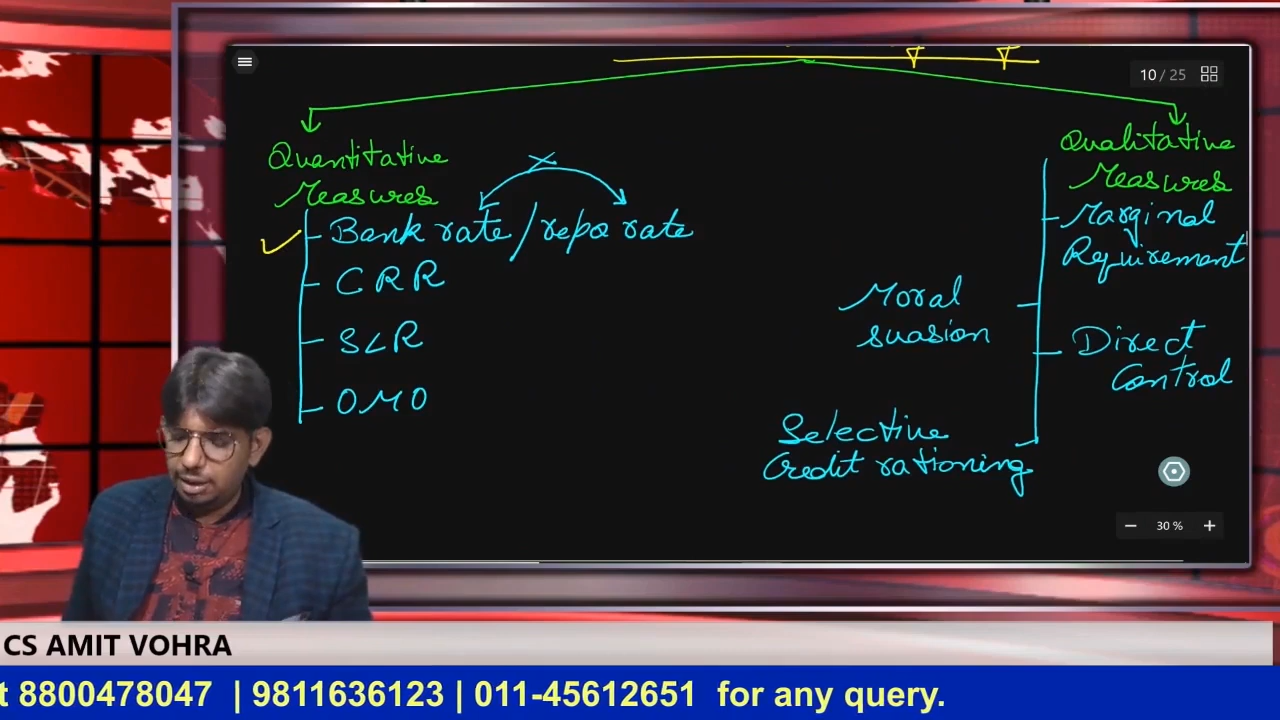 10 / 25
Quantitative
Measures
Bank rate/repo rate
CRR
SLR
OMO
Qualitative
Measures
Marginal
Requirement
Direct
Control
Moral
suasion
Selective
Credit rationing
30 %
CS AMIT VOHRA
t 8800478047 | 9811636123 | 011-45612651 for any query.